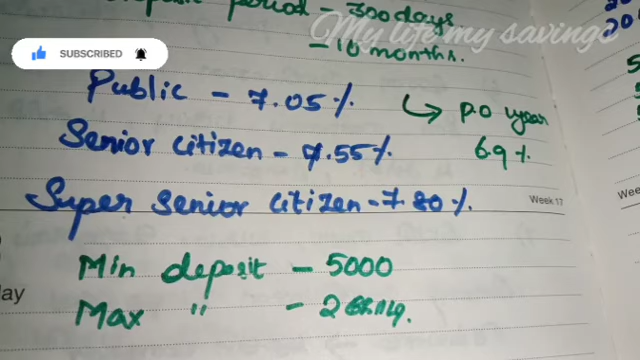 deposit period - 300 days
My life my savings
- 10 months.
SUBSCRIBED
Public - 7.05%
↳ P.O year
Senior citizen - 7.55%
6.9%
Super Senior citizen - 7.80%
Week 17
Min deposit - 5000
Max " - 2